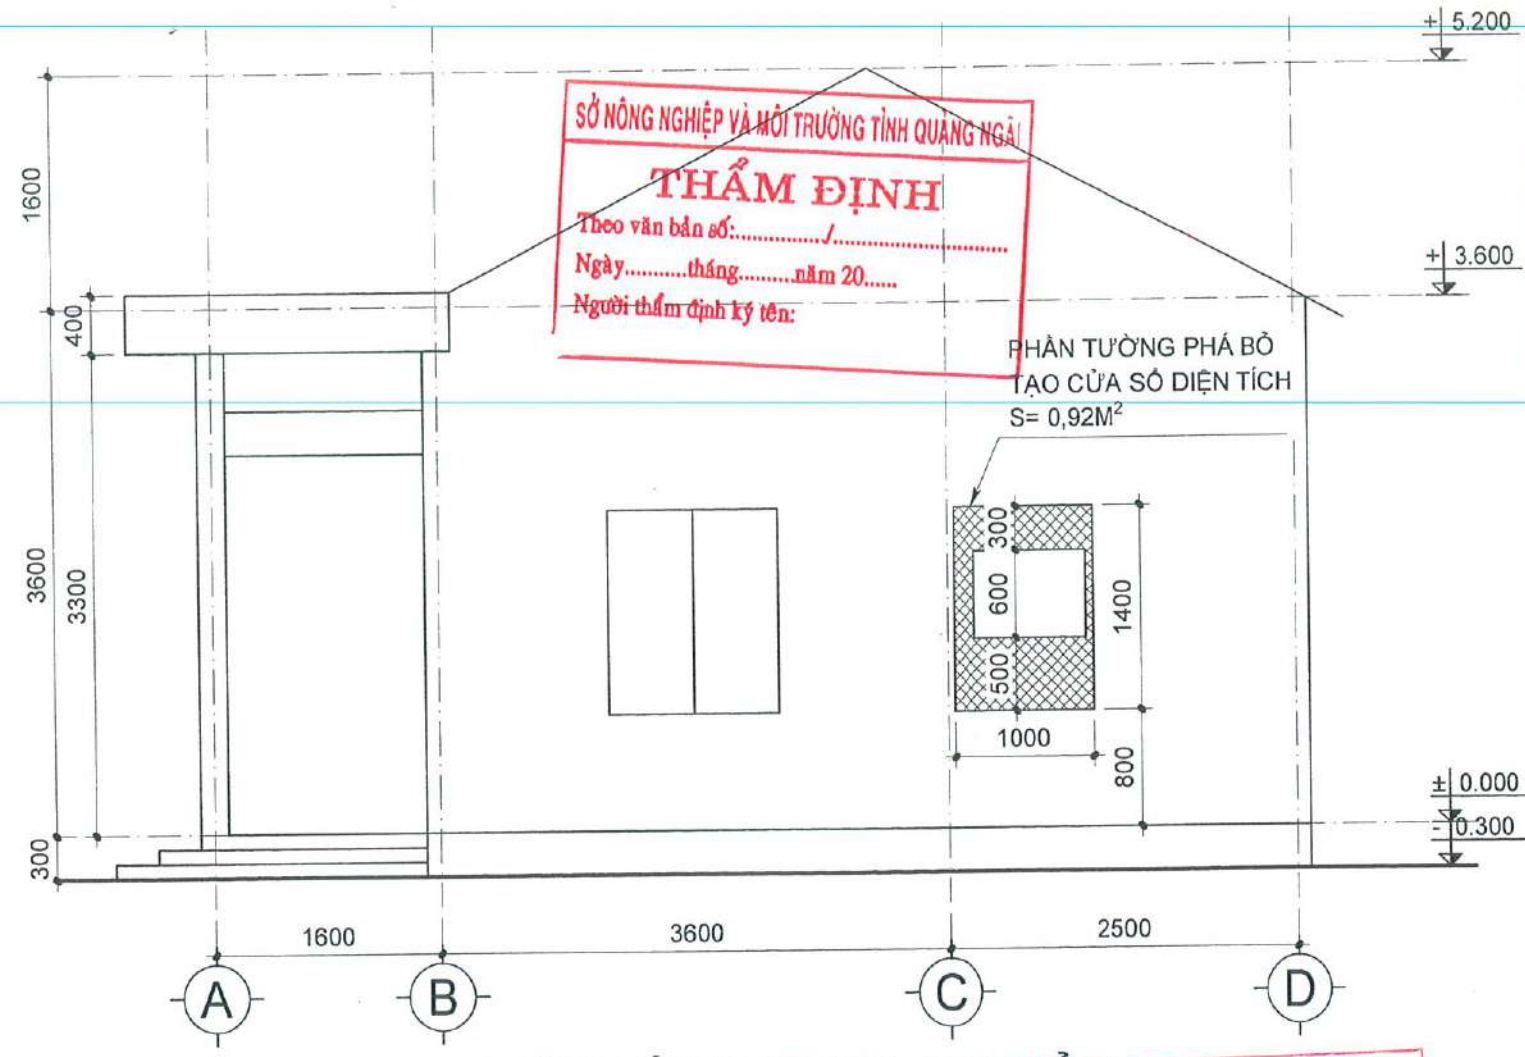 + 5.200
SỞ NÔNG NGHIỆP VÀ MÔI TRƯỜNG TỈNH QUẢNG NGÃI
THẨM ĐỊNH
Theo văn bản số:............../..............................
Ngày..........tháng.........năm 20......
Người thẩm định ký tên:
1600
+ 3.600
400
PHẦN TƯỜNG PHÁ BỎ
TẠO CỬA SỔ DIỆN TÍCH
S= 0,92M²
300
600
500
1400
3600
3300
1000
800
± 0.000
- 0.300
300
1600
3600
2500
A
B
C
D